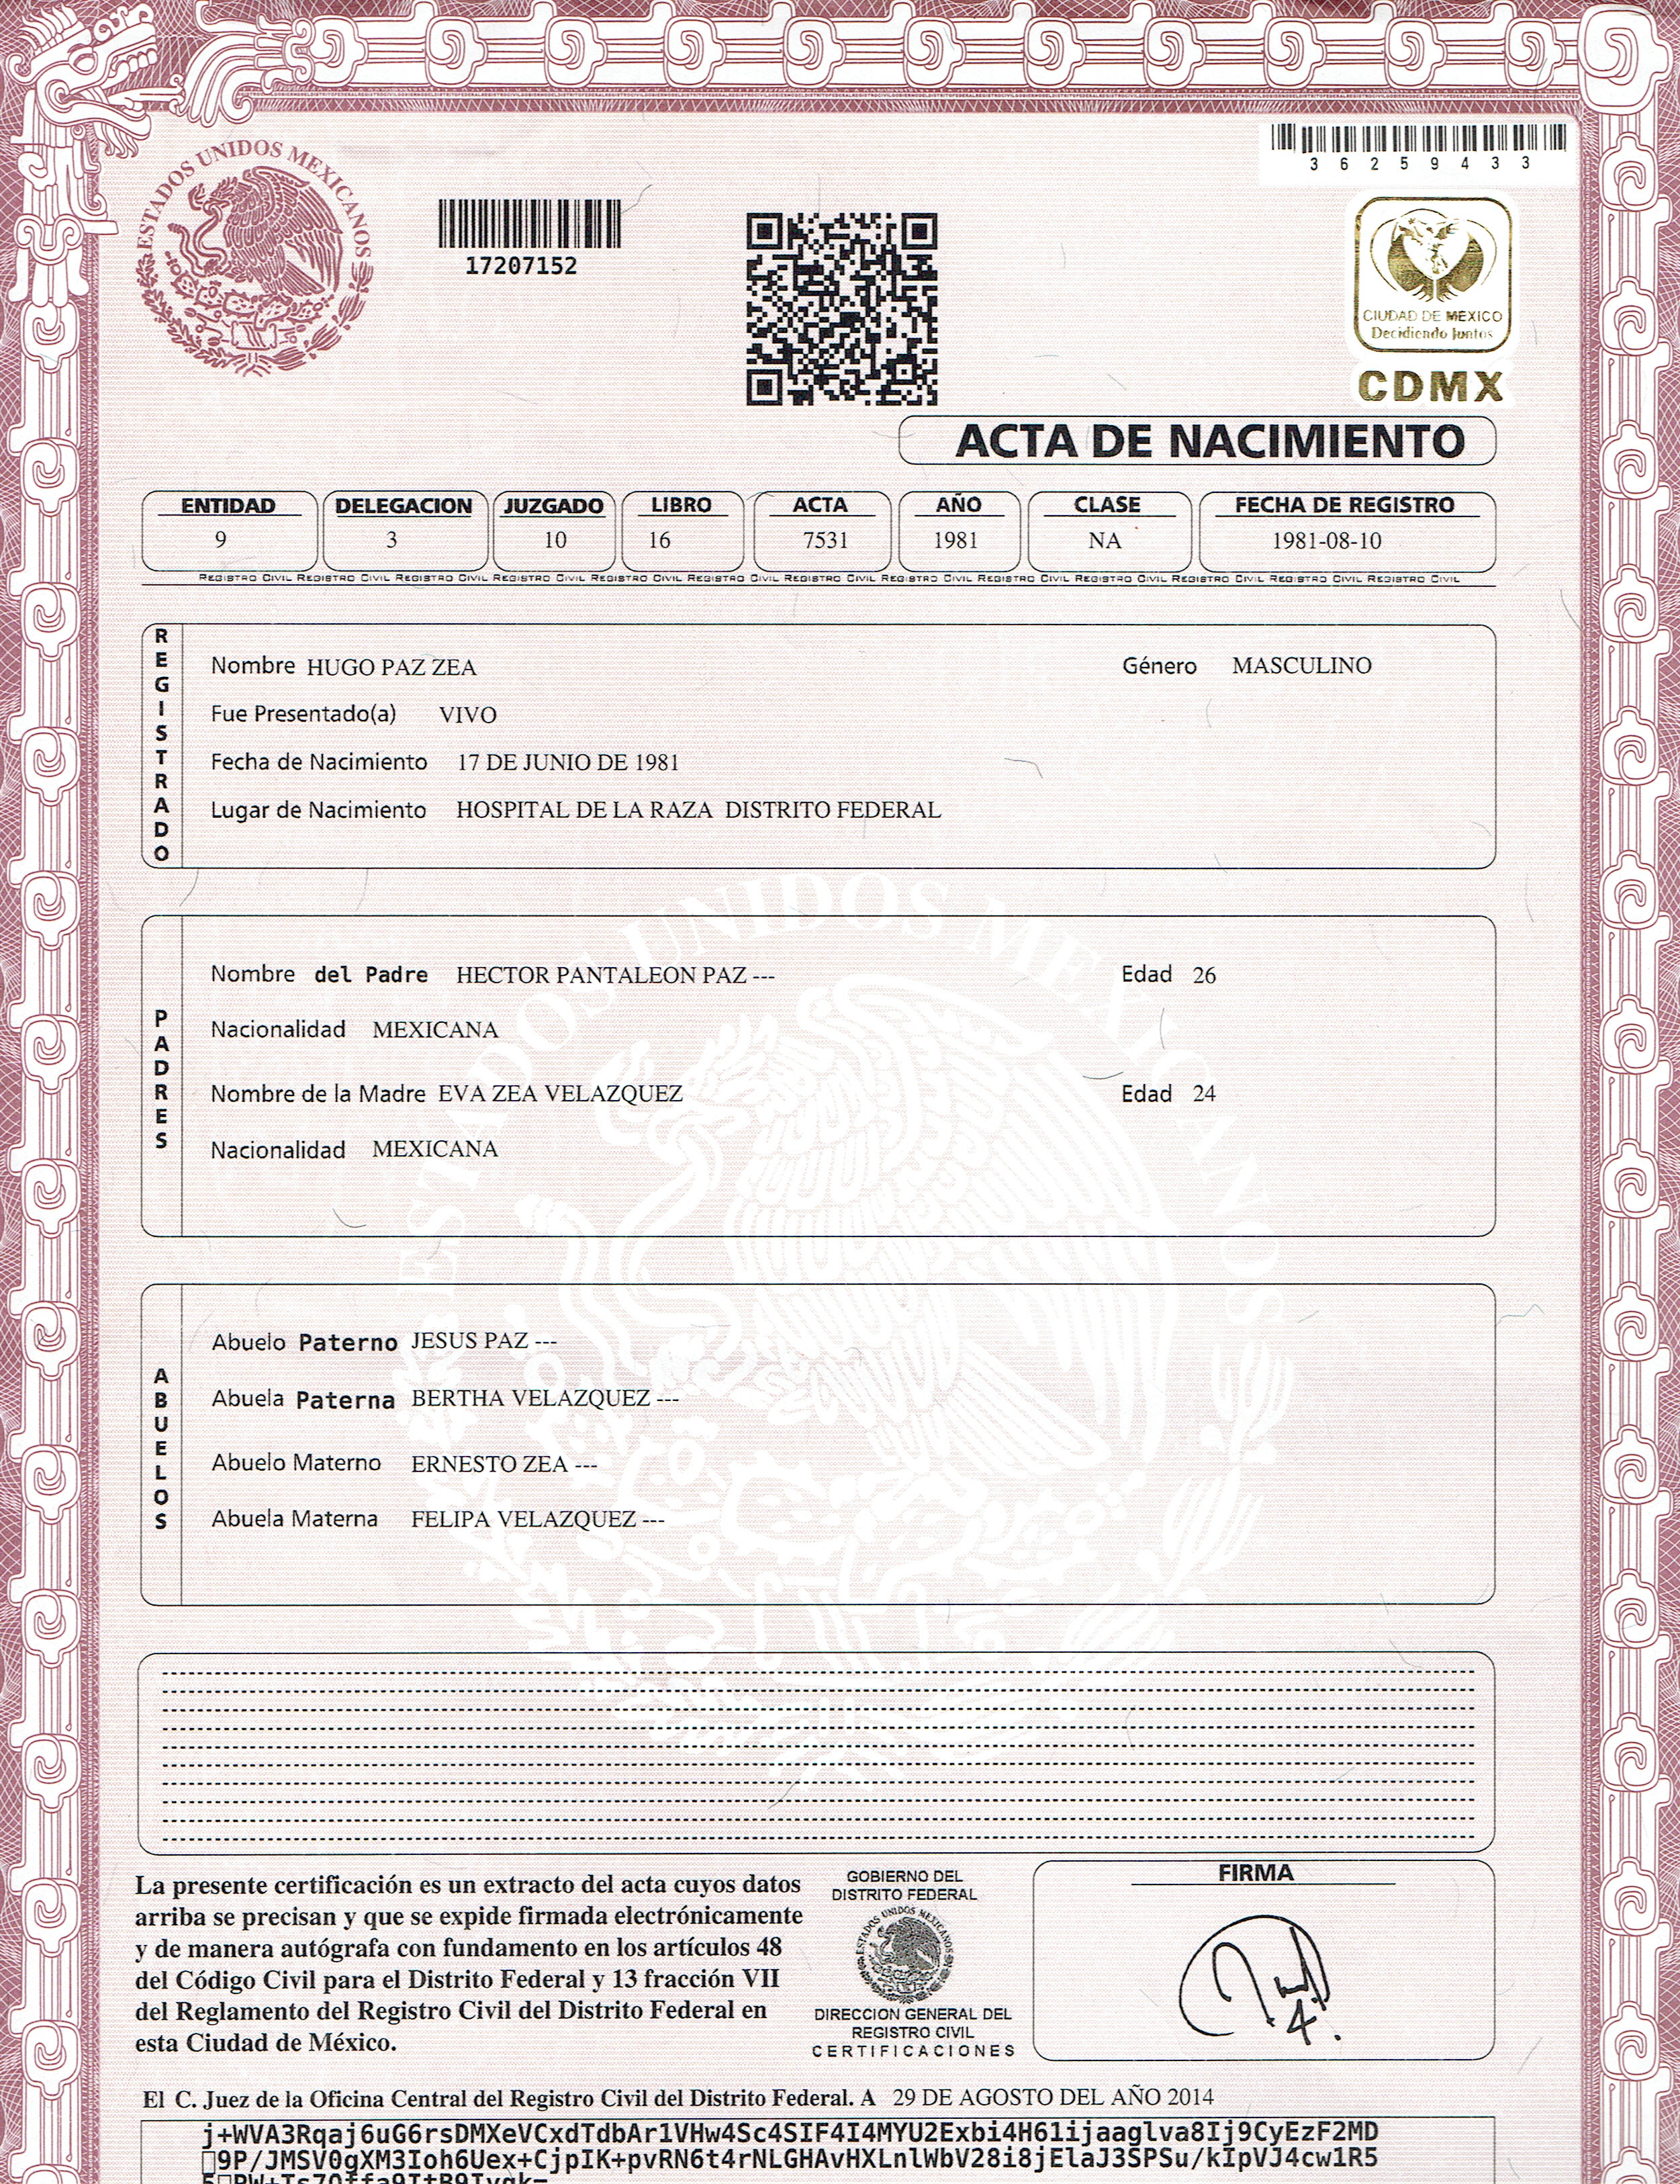 36259433
ESTADOS UNIDOS MEXICANOS
17207152
CIUDAD DE MEXICO
Decidiendo Juntos
CDMX
ACTA DE NACIMIENTO
ENTIDAD DELEGACION JUZGADO LIBRO ACTA AÑO CLASE FECHA DE REGISTRO
9 3 10 16 7531 1981 NA 1981-08-10
REGISTRO CIVIL REGISTRO CIVIL REGISTRO CIVIL REGISTRO CIVIL REGISTRO CIVIL REGISTRO CIVIL REGISTRO CIVIL REGISTRO CIVIL REGISTRO CIVIL REGISTRO CIVIL REGISTRO CIVIL REGISTRO CIVIL REGISTRO CIVIL
REGISTRADO
Nombre HUGO PAZ ZEA Género MASCULINO
Fue Presentado(a) VIVO
Fecha de Nacimiento 17 DE JUNIO DE 1981
Lugar de Nacimiento HOSPITAL DE LA RAZA DISTRITO FEDERAL
ESTADOS UNIDOS MEXICANOS
PADRES
Nombre del Padre HECTOR PANTALEON PAZ --- Edad 26
Nacionalidad MEXICANA
Nombre de la Madre EVA ZEA VELAZQUEZ Edad 24
Nacionalidad MEXICANA
ABUELOS
Abuelo Paterno JESUS PAZ ---
Abuela Paterna BERTHA VELAZQUEZ ---
Abuelo Materno ERNESTO ZEA ---
Abuela Materna FELIPA VELAZQUEZ ---
La presente certificación es un extracto del acta cuyos datos
arriba se precisan y que se expide firmada electrónicamente
y de manera autógrafa con fundamento en los artículos 48
del Código Civil para el Distrito Federal y 13 fracción VII
del Reglamento del Registro Civil del Distrito Federal en
esta Ciudad de México.
GOBIERNO DEL
DISTRITO FEDERAL
ESTADOS UNIDOS MEXICANOS
DIRECCION GENERAL DEL
REGISTRO CIVIL
CERTIFICACIONES
FIRMA
El C. Juez de la Oficina Central del Registro Civil del Distrito Federal. A 29 DE AGOSTO DEL AÑO 2014
j+WVA3Rqaj6uG6rsDMXeVCxdTdbAr1VHw4Sc4SIF4I4MYU2Exbi4H61ijaaglva8Ij9CyEzF2MD
9P/JMSV0gXM3Ioh6Uex+CjpIK+pvRN6t4rNLGHAvHXLnlWbV28i8jElaJ3SPSu/kIpVJ4cw1R5